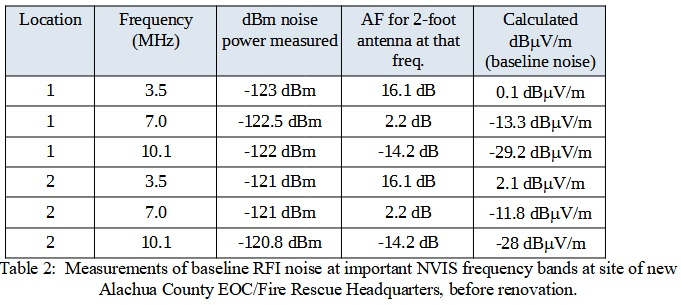 Location Frequency (MHz) dBm noise power measured AF for 2-foot antenna at that freq. Calculated dBμV/m (baseline noise)
1 3.5 -123 dBm 16.1 dB 0.1 dBμV/m
1 7.0 -122.5 dBm 2.2 dB -13.3 dBμV/m
1 10.1 -122 dBm -14.2 dB -29.2 dBμV/m
2 3.5 -121 dBm 16.1 dB 2.1 dBμV/m
2 7.0 -121 dBm 2.2 dB -11.8 dBμV/m
2 10.1 -120.8 dBm -14.2 dB -28 dBμV/m
Table 2: Measurements of baseline RFI noise at important NVIS frequency bands at site of new
Alachua County EOC/Fire Rescue Headquarters, before renovation.